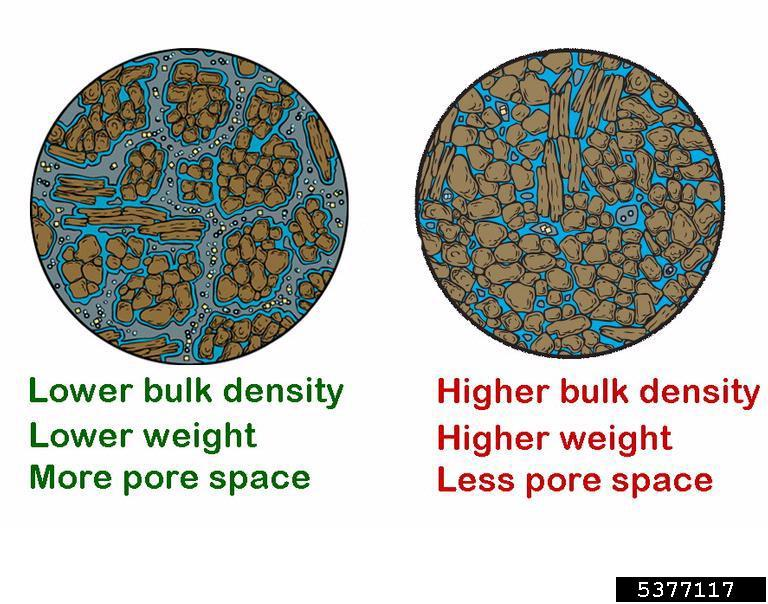 Lower bulk density
Lower weight
More pore space
Higher bulk density
Higher weight
Less pore space
5377117